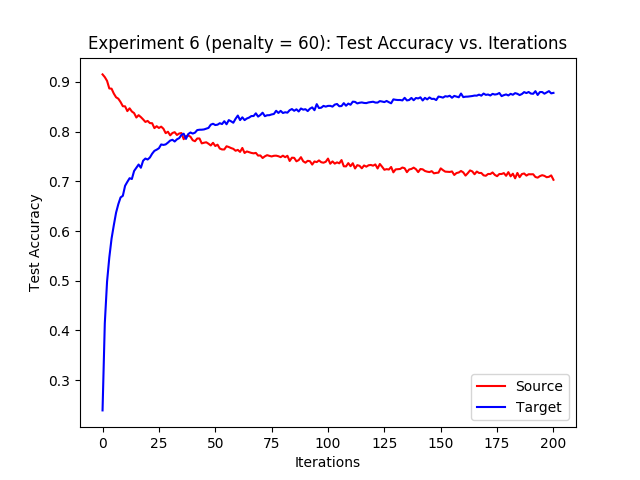 Experiment 6 (penalty = 60): Test Accuracy vs. Iterations
Test Accuracy
0.9
0.8
0.7
0.6
0.5
0.4
0.3
Source
Target
0 25 50 75 100 125 150 175 200
Iterations